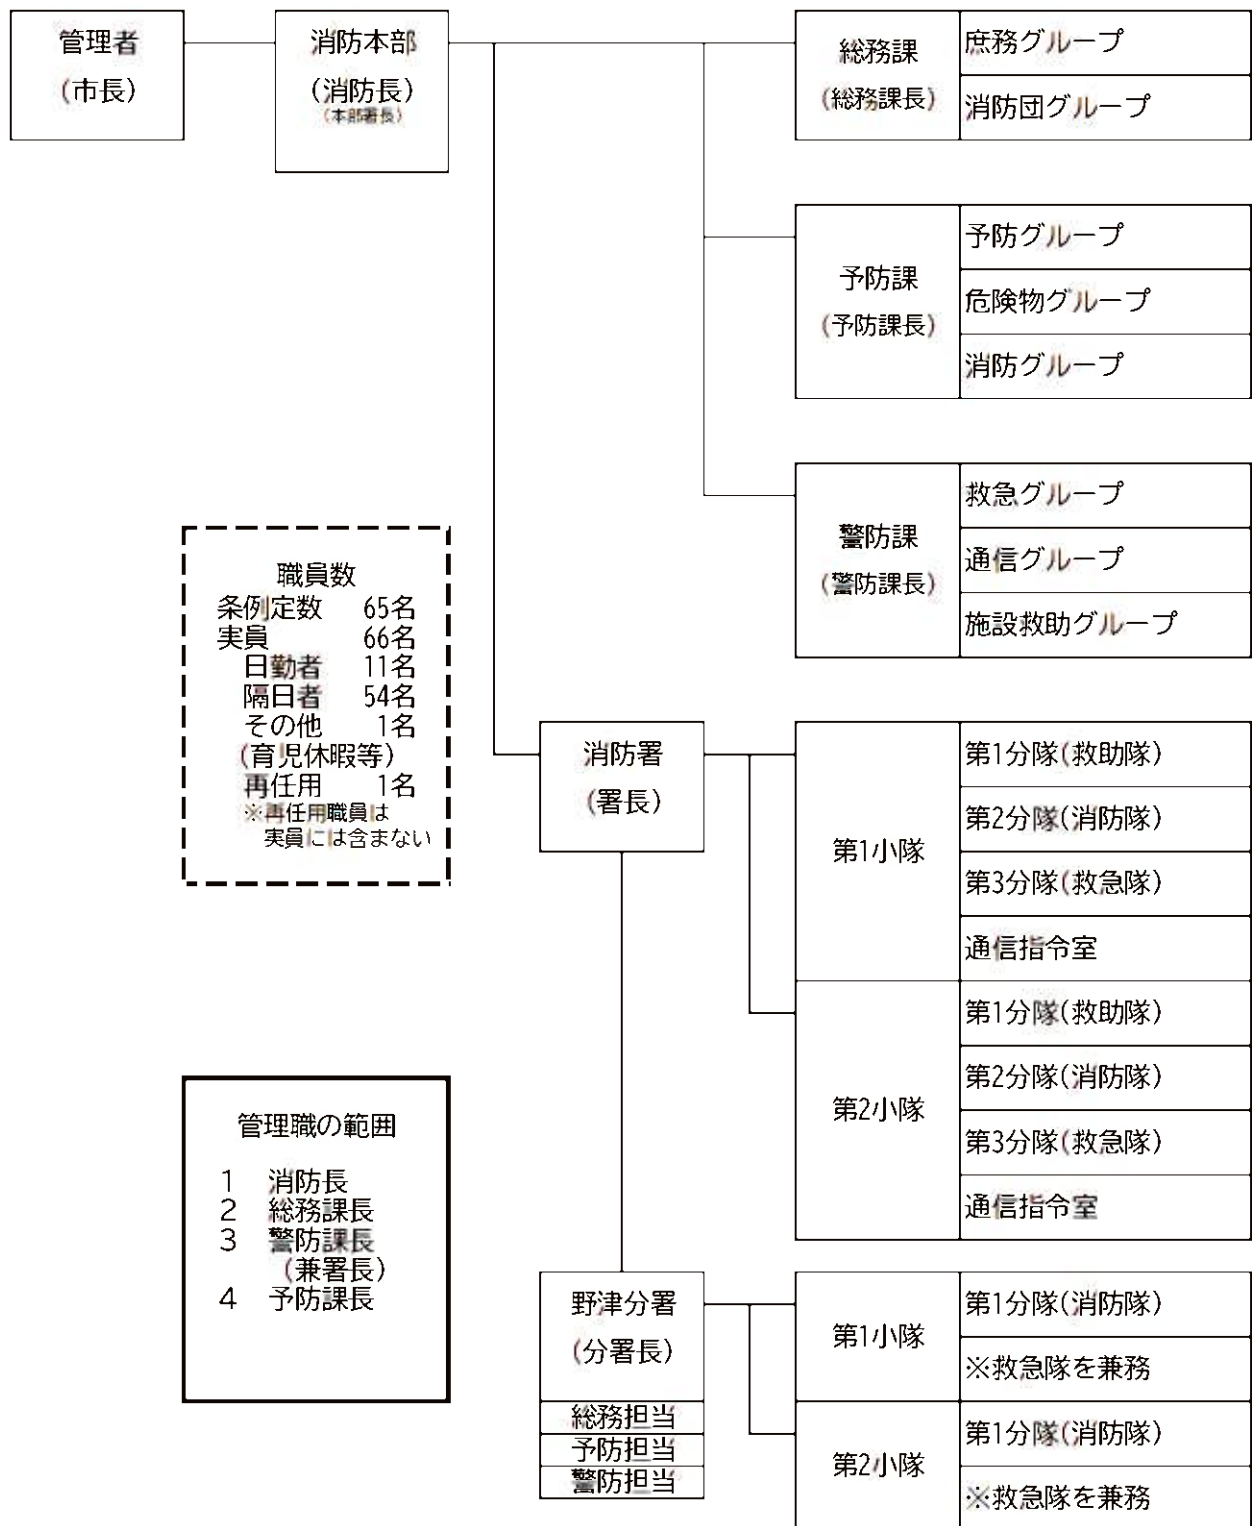 管理者
(市長)
消防本部
(消防長)
(本部署長)
総務課
(総務課長)
庶務グループ
消防団グループ
予防課
(予防課長)
予防グループ
危険物グループ
消防グループ
警防課
(警防課長)
救急グループ
通信グループ
施設救助グループ
職員数
条例定数 65名
実員 66名
日勤者 11名
隔日者 54名
その他 1名
(育児休暇等)
再任用 1名
※再任用職員は
実員には含まない
消防署
(署長)
第1小隊
第1分隊(救助隊)
第2分隊(消防隊)
第3分隊(救急隊)
通信指令室
第2小隊
第1分隊(救助隊)
第2分隊(消防隊)
第3分隊(救急隊)
通信指令室
管理職の範囲
1 消防長
2 総務課長
3 警防課長
(兼署長)
4 予防課長
野津分署
(分署長)
総務担当
予防担当
警防担当
第1小隊
第1分隊(消防隊)
※救急隊を兼務
第2小隊
第1分隊(消防隊)
※救急隊を兼務